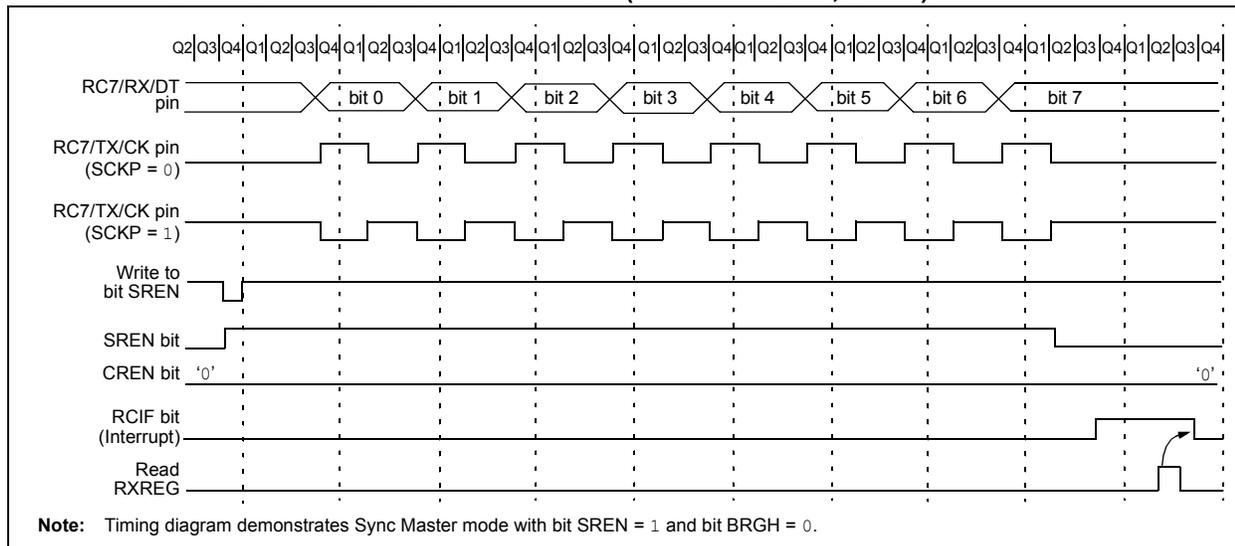 Q2|Q3|Q4|Q1|Q2|Q3|Q4|Q1|Q2|Q3|Q4|Q1|Q2|Q3|Q4|Q1|Q2|Q3|Q4|Q1|Q2|Q3|Q4|Q1|Q2|Q3|Q4|Q1|Q2|Q3|Q4|Q1|Q2|Q3|Q4|Q1|Q2|Q3|Q4|Q1|Q2|Q3|Q4|
RC7/RX/DT
pin
bit 0 bit 1 bit 2 bit 3 bit 4 bit 5 bit 6 bit 7
RC7/TX/CK pin
(SCKP = 0)
RC7/TX/CK pin
(SCKP = 1)
Write to
bit SREN
SREN bit
CREN bit ‘0’ ‘0’
RCIF bit
(Interrupt)
Read
RXREG
Note: Timing diagram demonstrates Sync Master mode with bit SREN = 1 and bit BRGH = 0.